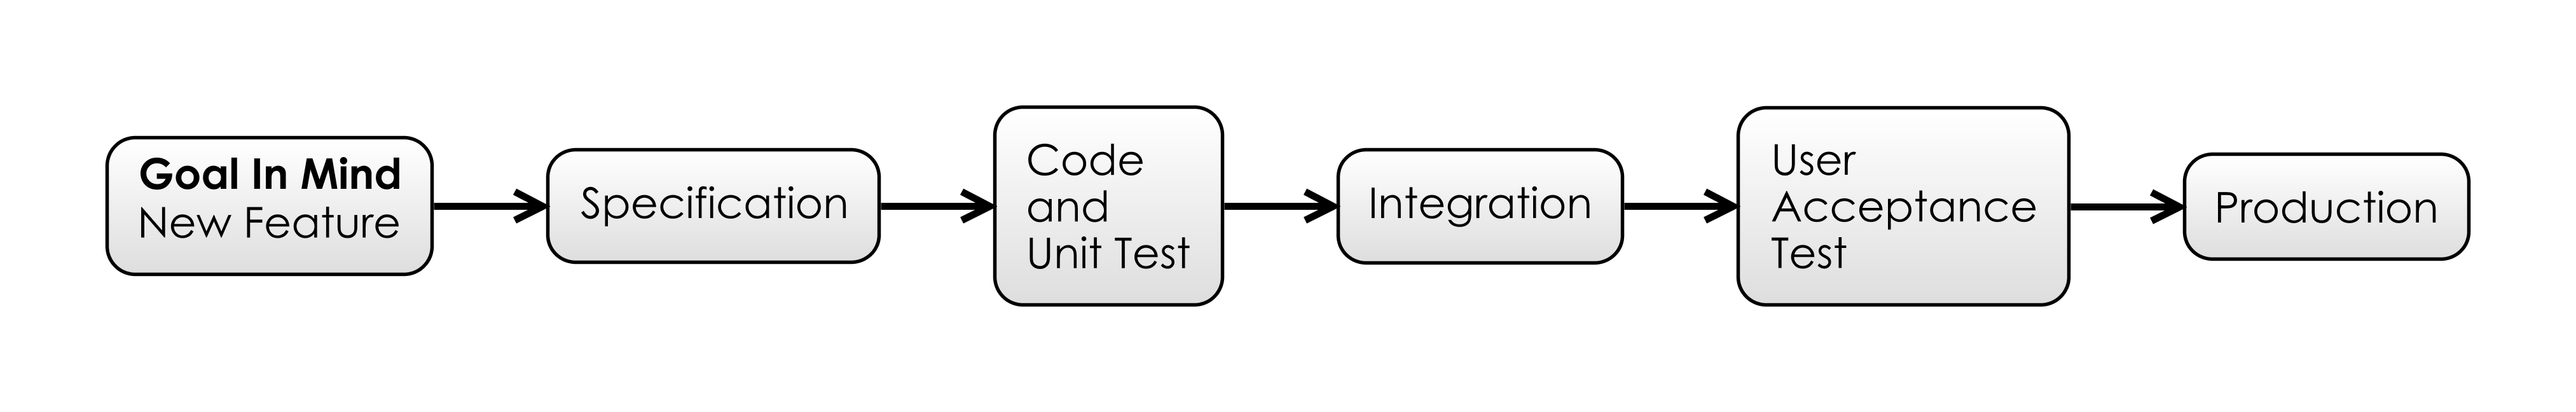 Goal In Mind
New Feature
Specification
Code
and
Unit Test
Integration
User
Acceptance
Test
Production